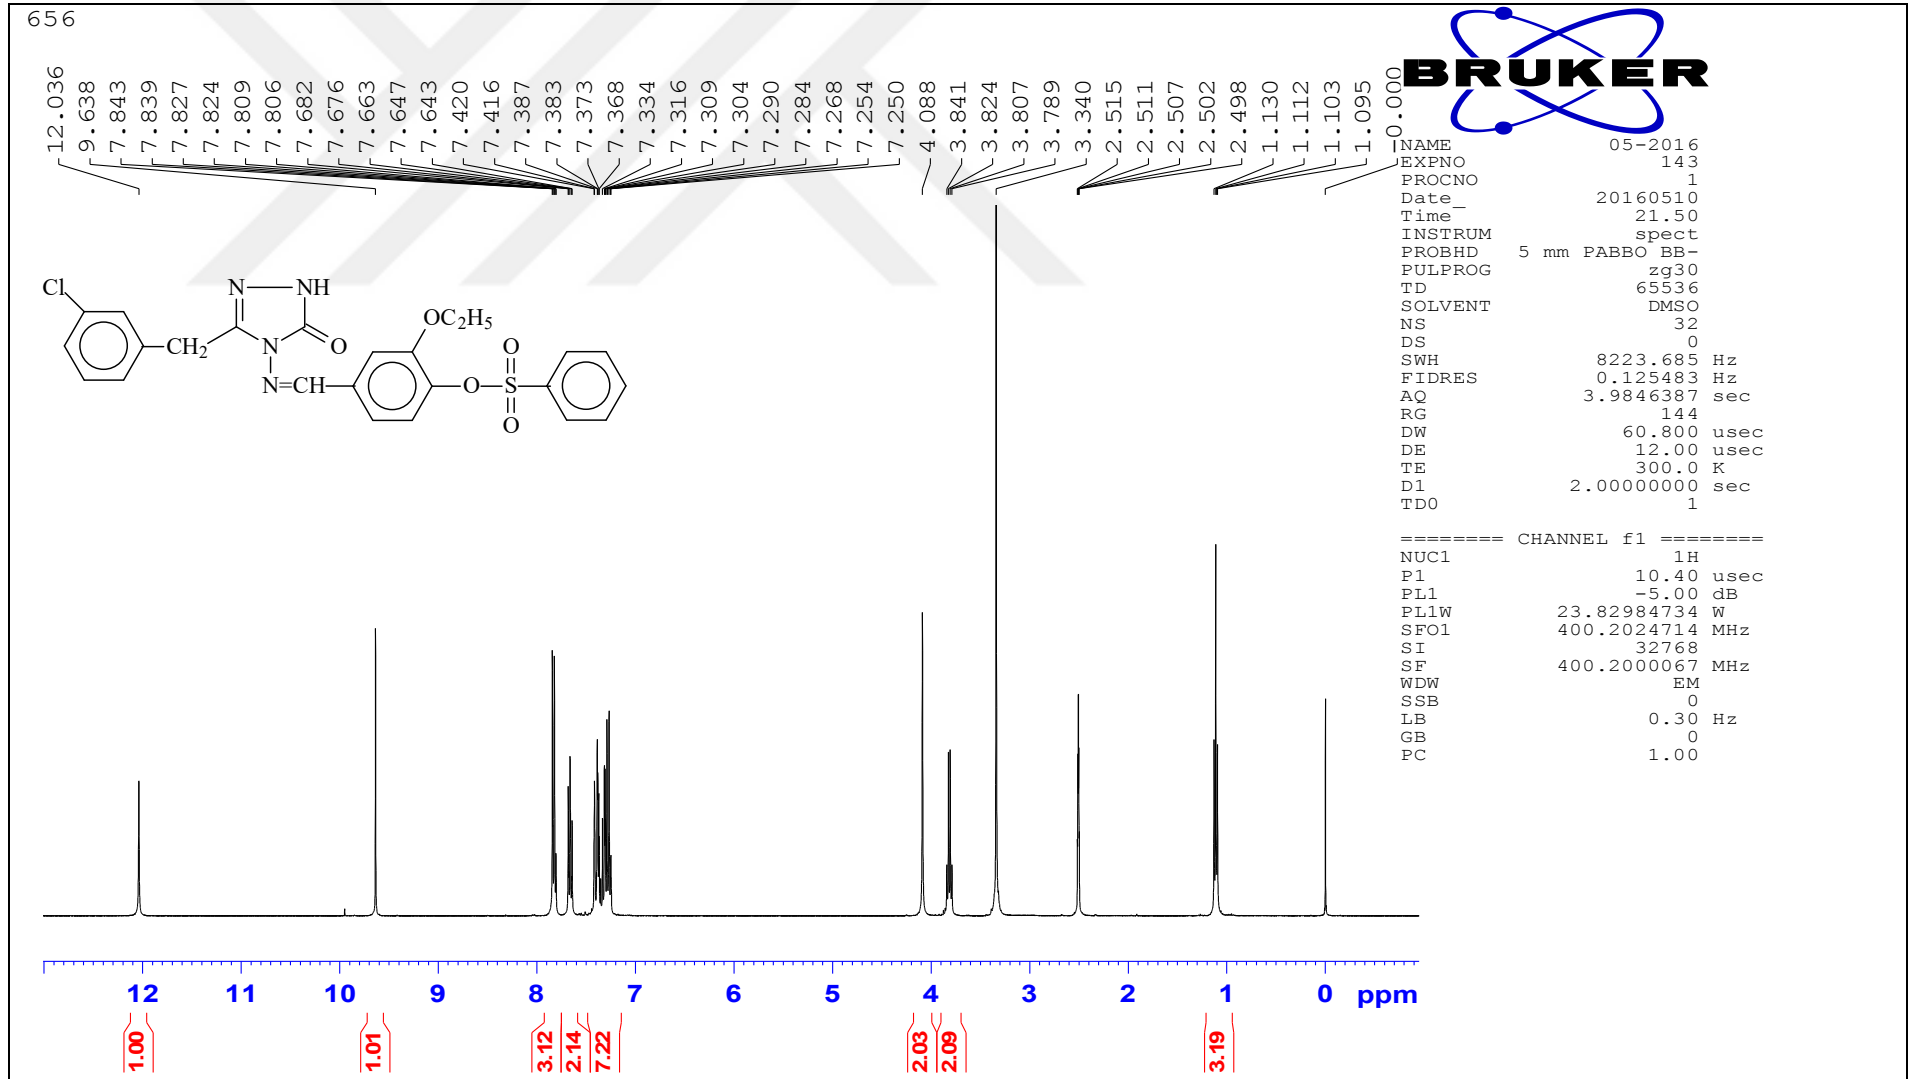 656
12.036
9.638
7.843
7.839
7.827
7.824
7.809
7.806
7.682
7.676
7.663
7.647
7.643
7.420
7.416
7.387
7.383
7.373
7.368
7.334
7.316
7.309
7.304
7.290
7.284
7.268
7.254
7.250
4.088
3.841
3.824
3.807
3.789
3.340
2.515
2.511
2.507
2.502
2.498
1.130
1.112
1.103
1.095
-0.000
BRUKER
NAME 05-2016
EXPNO 143
PROCNO 1
Date_ 20160510
Time 21.50
INSTRUM spect
PROBHD 5 mm PABBO BB-
PULPROG zg30
TD 65536
SOLVENT DMSO
NS 32
DS 0
SWH 8223.685 Hz
FIDRES 0.125483 Hz
AQ 3.9846387 sec
RG 144
DW 60.800 usec
DE 12.00 usec
TE 300.0 K
D1 2.00000000 sec
TD0 1
======== CHANNEL f1 ========
NUC1 1H
P1 10.40 usec
PL1 -5.00 dB
PL1W 23.82984734 W
SFO1 400.2024714 MHz
SI 32768
SF 400.2000067 MHz
WDW EM
SSB 0
LB 0.30 Hz
GB 0
PC 1.00
Cl N NH
OC2H5
CH2 N O O
N=CH O S
O
12 11 10 9 8 7 6 5 4 3 2 1 0 ppm
1.00 1.01 3.12 2.14 7.22 2.03 2.09 3.19